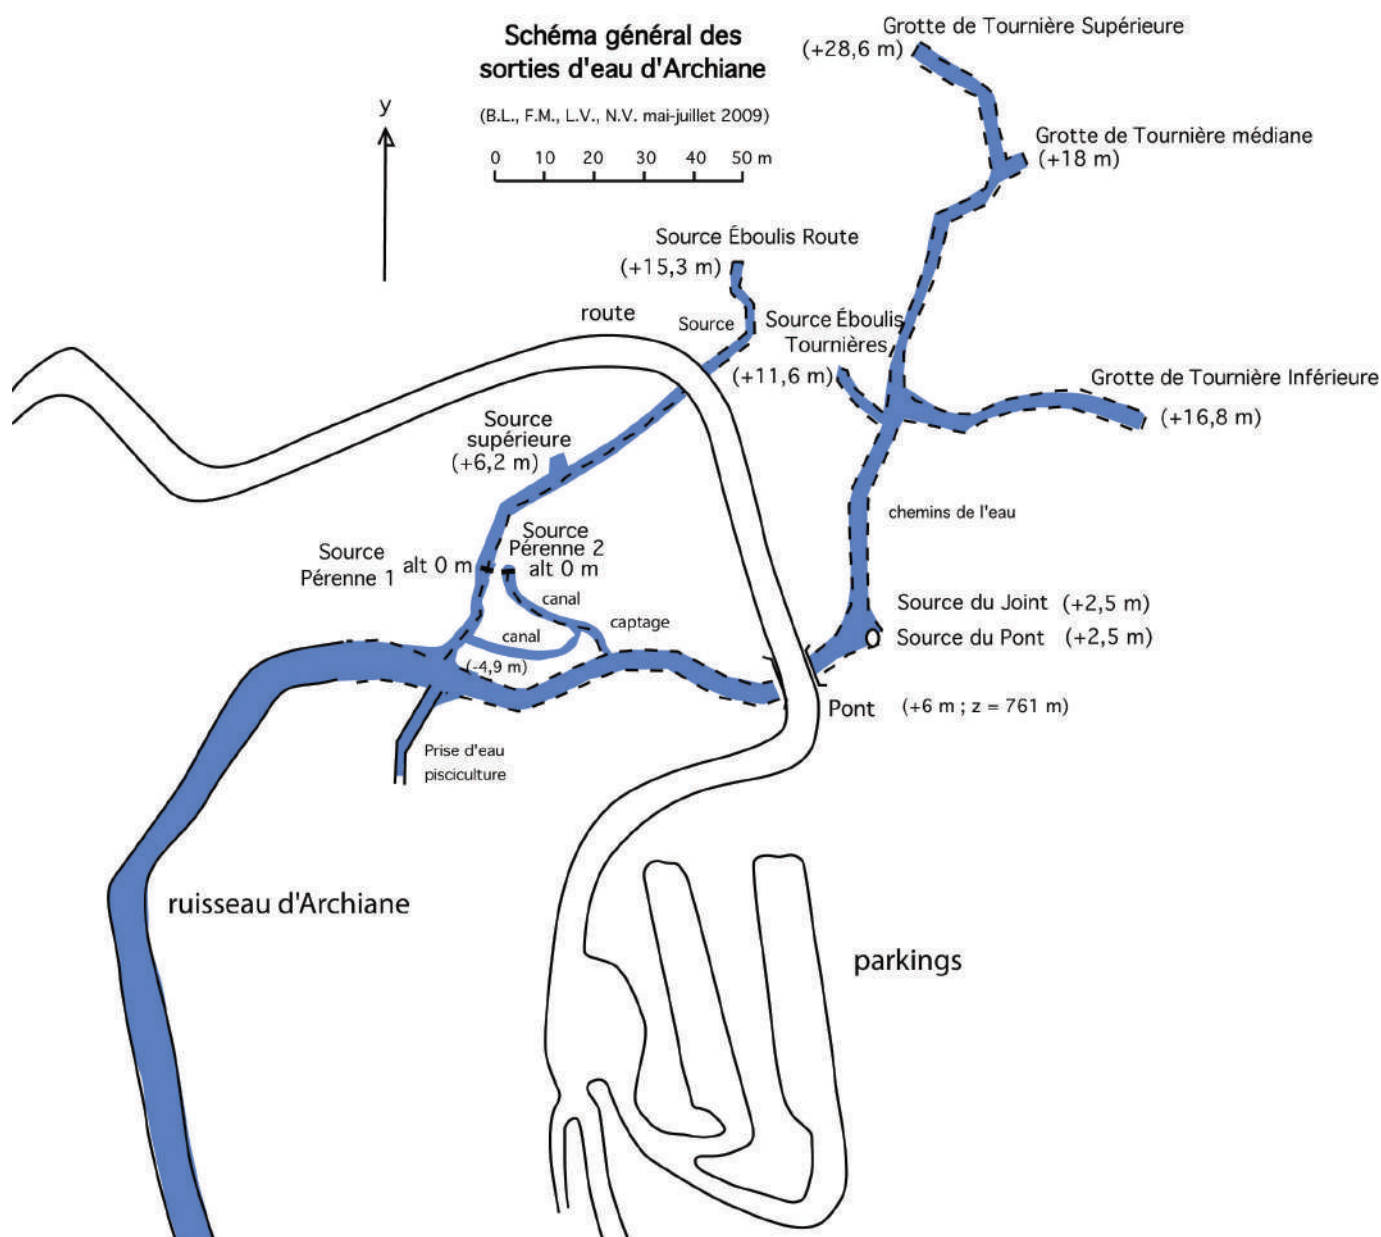 Schéma général des
sorties d'eau d'Archiane
(B.L., F.M., L.V., N.V. mai-juillet 2009)
0 10 20 30 40 50 m
y
Grotte de Tournière Supérieure
(+28,6 m)
Grotte de Tournière médiane
(+18 m)
Source Éboulis Route
(+15,3 m)
route
Source
Source Éboulis
Tournières
(+11,6 m)
Grotte de Tournière Inférieure
(+16,8 m)
Source
supérieure
(+6,2 m)
chemins de l'eau
Source
Pérenne 1
alt 0 m
Source
Pérenne 2
alt 0 m
canal
captage
canal
(-4,9 m)
Source du Joint (+2,5 m)
Source du Pont (+2,5 m)
Pont (+6 m ; z = 761 m)
Prise d'eau
pisciculture
ruisseau d'Archiane
parkings